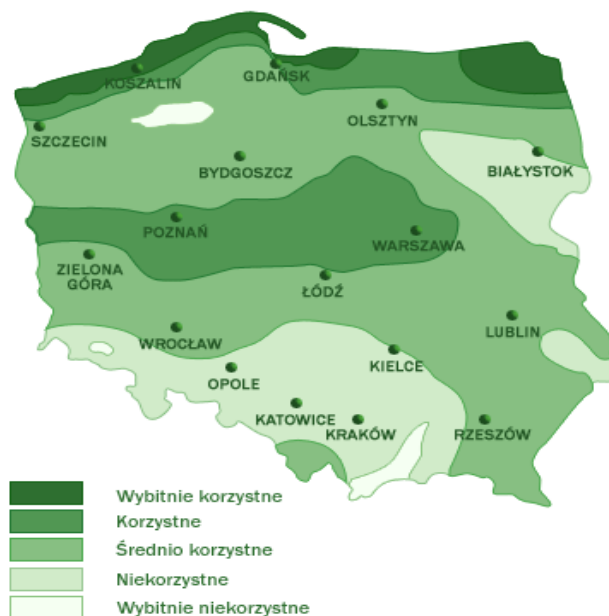 KOSZALIN
GDAŃSK
OLSZTYN
SZCZECIN
BYDGOSZCZ
BIAŁYSTOK
POZNAŃ
WARSZAWA
ZIELONA
GÓRA
ŁÓDŹ
LUBLIN
WROCŁAW
KIELCE
OPOLE
KATOWICE
KRAKÓW
RZESZÓW
Wybitnie korzystne
Korzystne
Średnio korzystne
Niekorzystne
Wybitnie niekorzystne